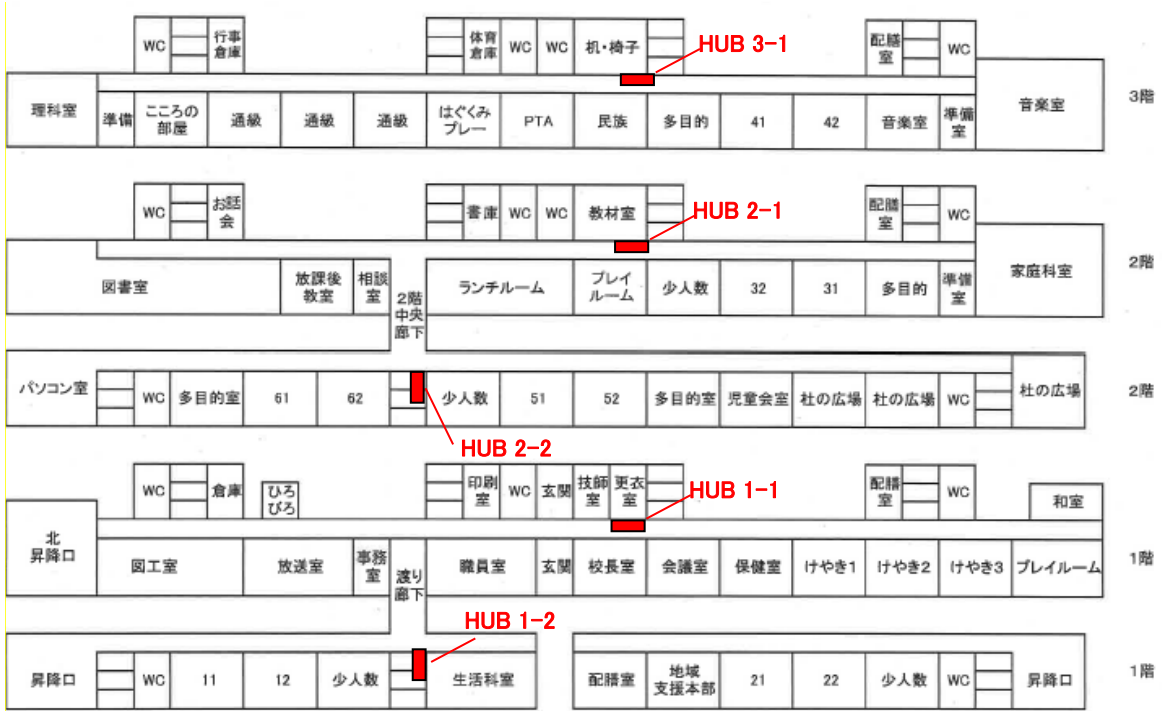 WC
行事
倉庫
体育
倉庫
WC
WC
机・椅子
HUB 3-1
配膳
室
WC
理科室
準備
こころの
部屋
通級
通級
通級
はぐくみ
プレー
PTA
民族
多目的
41
42
音楽室
準備
室
音楽室
3階
WC
お話
会
書庫
WC
WC
教材室
HUB 2-1
配膳
室
WC
図書室
放課後
教室
相談
室
2階
中央
廊下
ランチルーム
プレイ
ルーム
少人数
32
31
多目的
準備
室
家庭科室
2階
パソコン室
WC
多目的室
61
62
少人数
51
52
多目的室
児童会室
杜の広場
杜の広場
WC
杜の広場
2階
HUB 2-2
WC
倉庫
ひろ
びろ
印刷
室
WC
玄関
技師
室
更衣
室
HUB 1-1
配膳
室
WC
和室
北
昇降口
図工室
放送室
事務
室
渡り
廊下
職員室
玄関
校長室
会議室
保健室
けやき1
けやき2
けやき3
プレイルーム
1階
HUB 1-2
昇降口
WC
11
12
少人数
生活科室
配膳室
地域
支援本部
21
22
少人数
WC
昇降口
1階